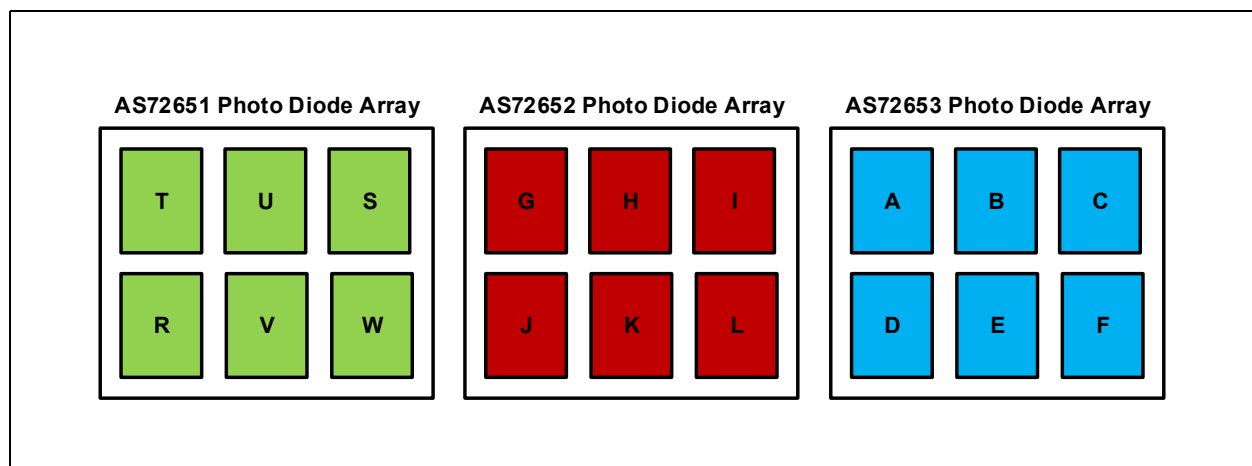 AS72651 Photo Diode Array
AS72652 Photo Diode Array
AS72653 Photo Diode Array
T U S
R V W
G H I
J K L
A B C
D E F